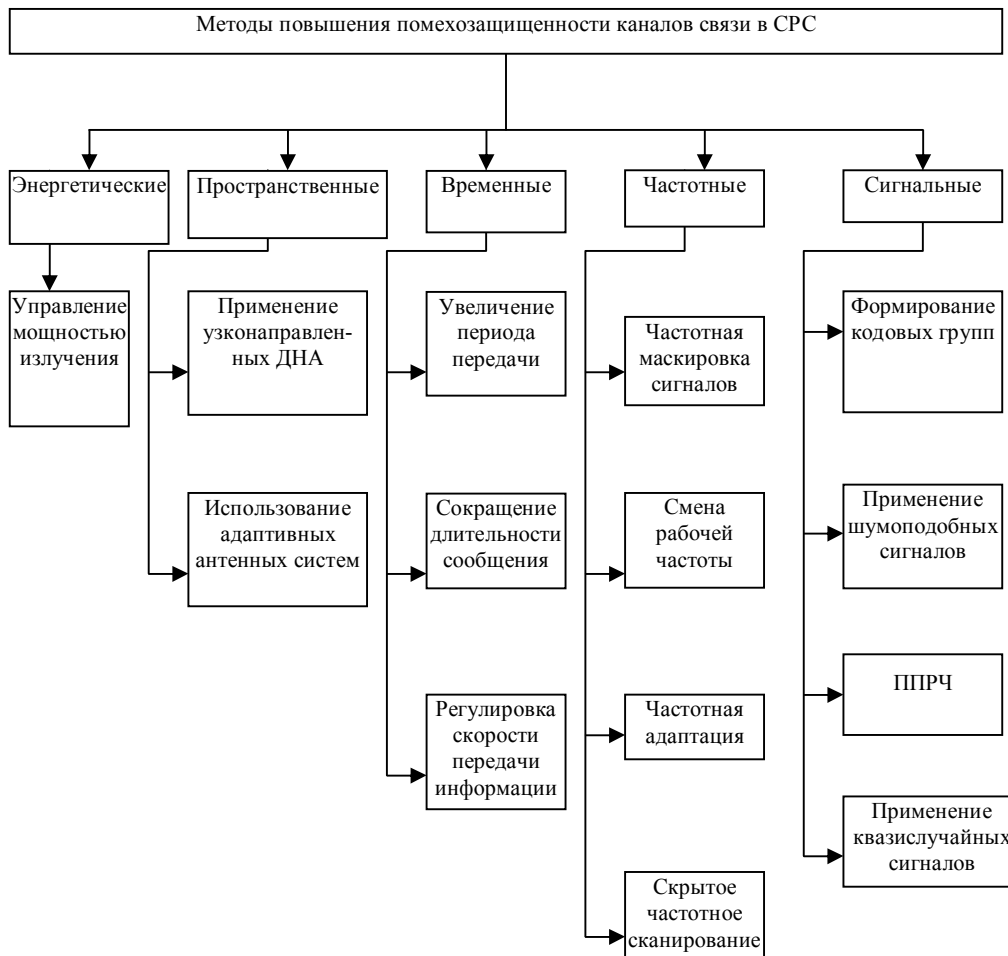 Методы повышения помехозащищенности каналов связи в СРС
Энергетические
Пространственные
Временные
Частотные
Сигнальные
Управление
мощностью
излучения
Применение
узконаправлен-
ных ДНА
Увеличение
периода
передачи
Частотная
маскировка
сигналов
Формирование
кодовых групп
Использование
адаптивных
антенных систем
Сокращение
длительности
сообщения
Смена
рабочей
частоты
Применение
шумоподобных
сигналов
Регулировка
скорости
передачи
информации
Частотная
адаптация
ППРЧ
Скрытое
частотное
сканирование
Применение
квазислучайных
сигналов